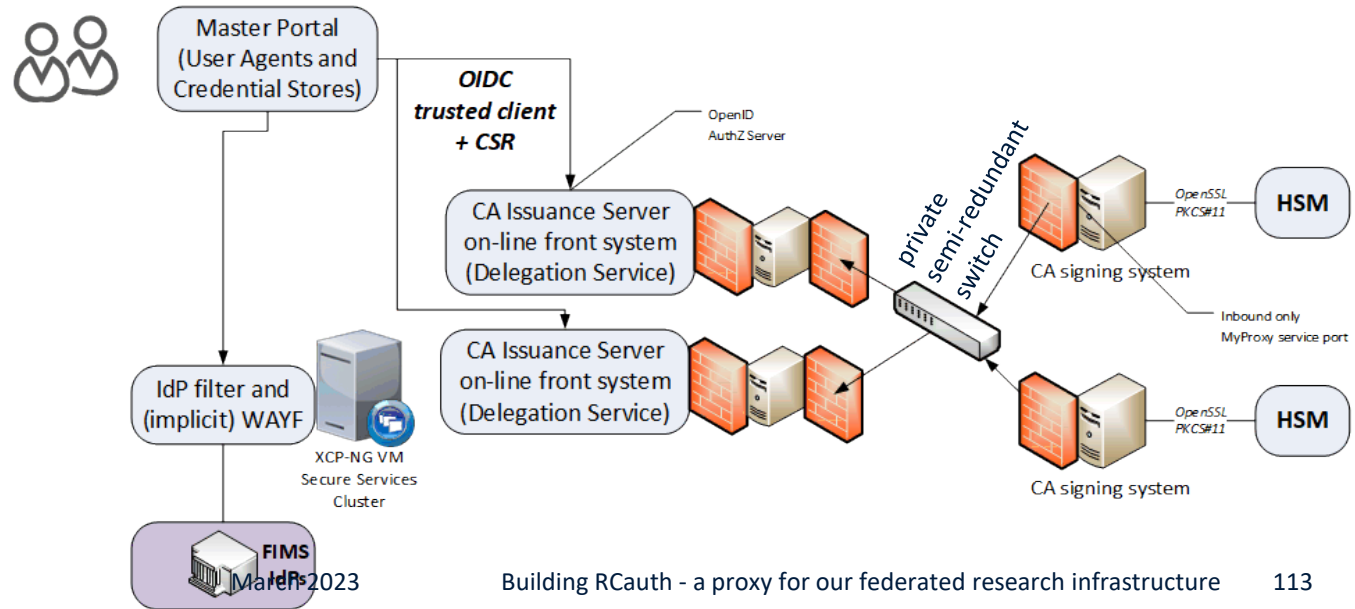 Master Portal
(User Agents and
Credential Stores)
OIDC
trusted client
+ CSR
OpenID
AuthZ Server
CA Issuance Server
on-line front system
(Delegation Service)
private
semi-redundant
switch
OpenSSL
PKCS#11
HSM
CA signing system
Inbound only
MyProxy service port
CA Issuance Server
on-line front system
(Delegation Service)
IdP filter and
(implicit) WAYF
XCP-NG VM
Secure Services
Cluster
OpenSSL
PKCS#11
HSM
CA signing system
FIMS
IdPs
March 2023
Building RCauth - a proxy for our federated research infrastructure
113